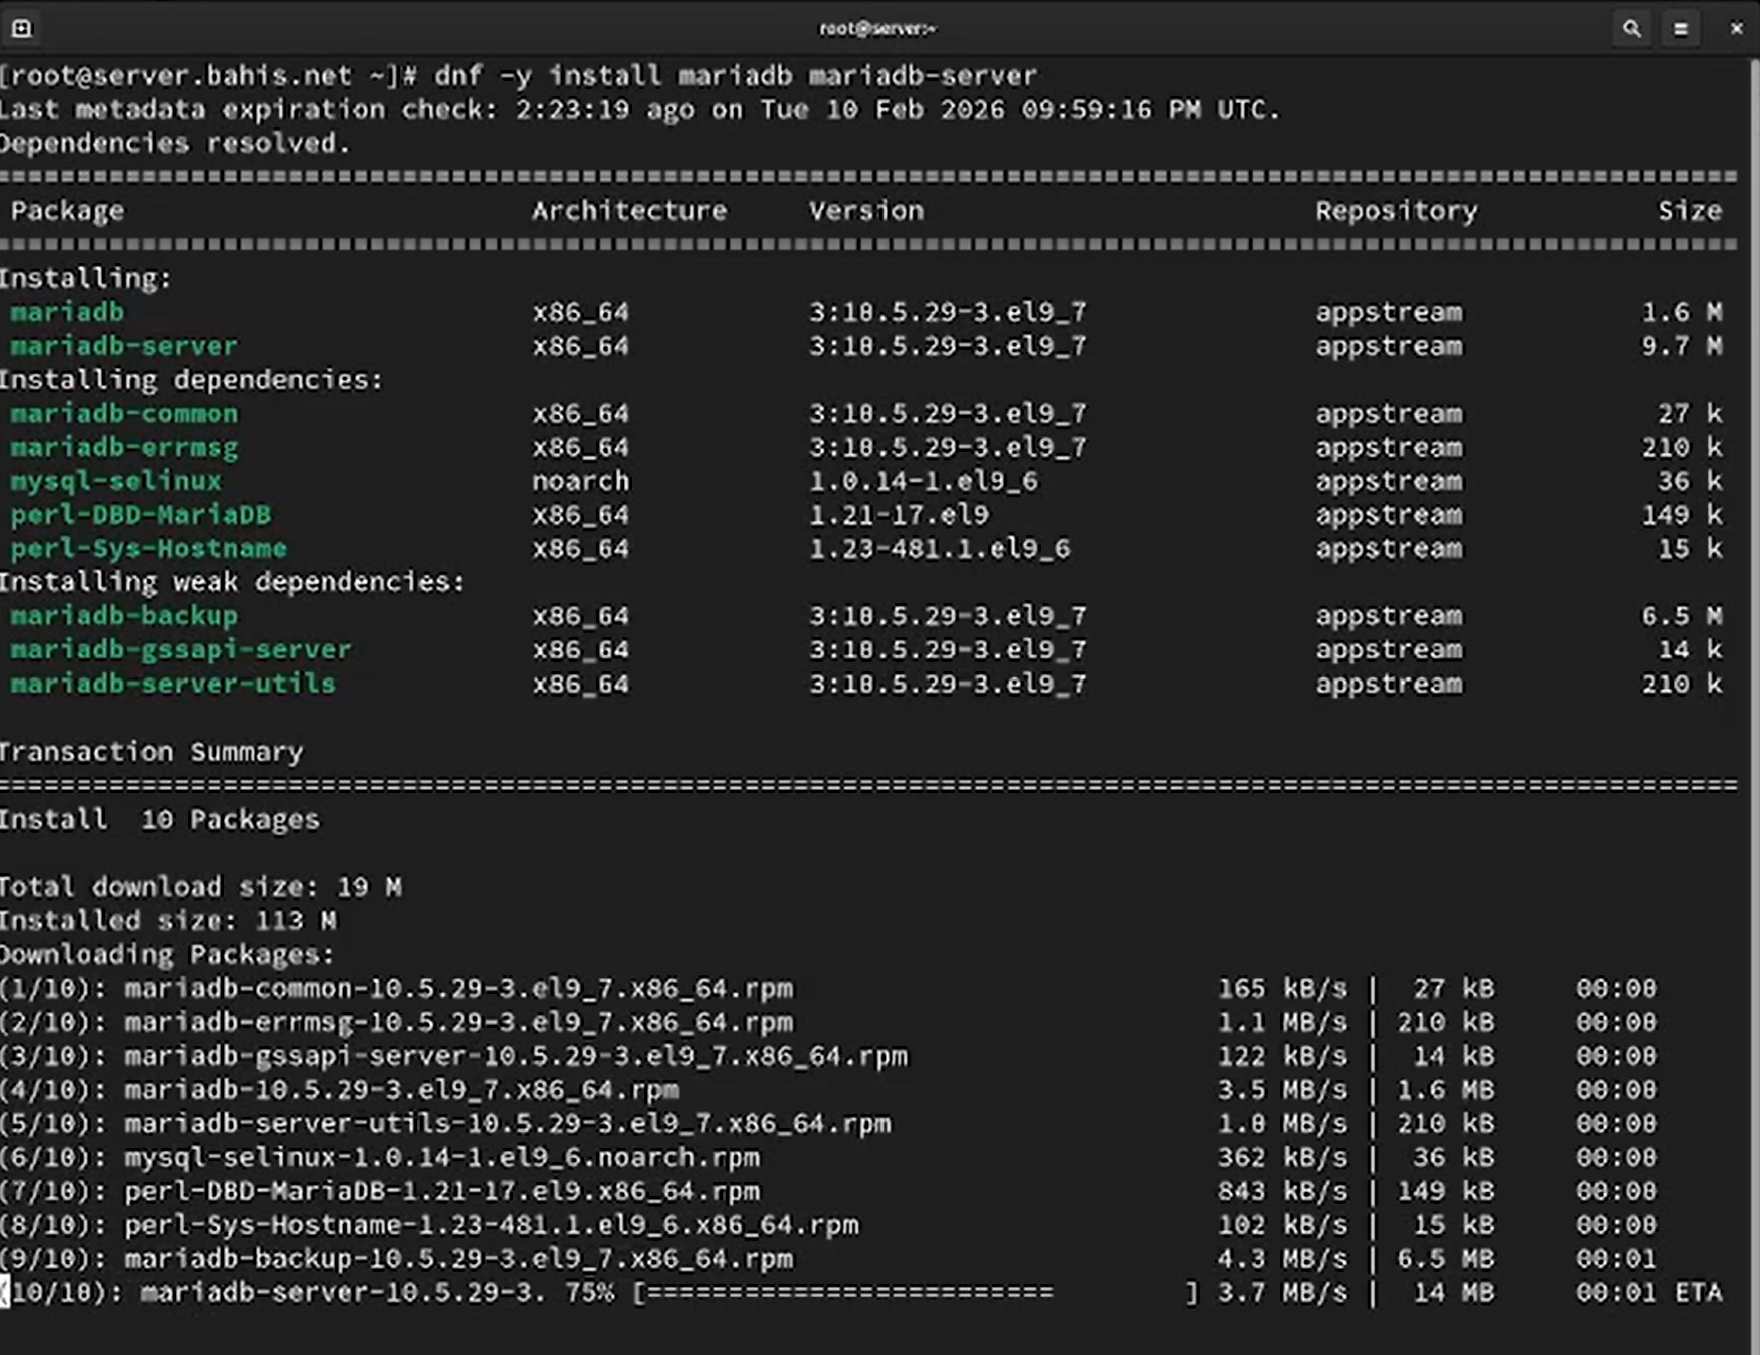 root@server:~
[root@server.bahis.net ~]# dnf -y install mariadb mariadb-server
Last metadata expiration check: 2:23:19 ago on Tue 10 Feb 2026 09:59:16 PM UTC.
Dependencies resolved.
================================================================================
Package Architecture Version Repository Size
================================================================================
Installing:
mariadb x86_64 3:10.5.29-3.el9_7 appstream 1.6 M
mariadb-server x86_64 3:10.5.29-3.el9_7 appstream 9.7 M
Installing dependencies:
mariadb-common x86_64 3:10.5.29-3.el9_7 appstream 27 k
mariadb-errmsg x86_64 3:10.5.29-3.el9_7 appstream 210 k
mysql-selinux noarch 1.0.14-1.el9_6 appstream 36 k
perl-DBD-MariaDB x86_64 1.21-17.el9 appstream 149 k
perl-Sys-Hostname x86_64 1.23-481.1.el9_6 appstream 15 k
Installing weak dependencies:
mariadb-backup x86_64 3:10.5.29-3.el9_7 appstream 6.5 M
mariadb-gssapi-server x86_64 3:10.5.29-3.el9_7 appstream 14 k
mariadb-server-utils x86_64 3:10.5.29-3.el9_7 appstream 210 k
Transaction Summary
================================================================================
Install 10 Packages
Total download size: 19 M
Installed size: 113 M
Downloading Packages:
(1/10): mariadb-common-10.5.29-3.el9_7.x86_64.rpm 165 kB/s | 27 kB 00:00
(2/10): mariadb-errmsg-10.5.29-3.el9_7.x86_64.rpm 1.1 MB/s | 210 kB 00:00
(3/10): mariadb-gssapi-server-10.5.29-3.el9_7.x86_64.rpm 122 kB/s | 14 kB 00:00
(4/10): mariadb-10.5.29-3.el9_7.x86_64.rpm 3.5 MB/s | 1.6 MB 00:00
(5/10): mariadb-server-utils-10.5.29-3.el9_7.x86_64.rpm 1.0 MB/s | 210 kB 00:00
(6/10): mysql-selinux-1.0.14-1.el9_6.noarch.rpm 362 kB/s | 36 kB 00:00
(7/10): perl-DBD-MariaDB-1.21-17.el9.x86_64.rpm 843 kB/s | 149 kB 00:00
(8/10): perl-Sys-Hostname-1.23-481.1.el9_6.x86_64.rpm 102 kB/s | 15 kB 00:00
(9/10): mariadb-backup-10.5.29-3.el9_7.x86_64.rpm 4.3 MB/s | 6.5 MB 00:01
(10/10): mariadb-server-10.5.29-3. 75% [========================= ] 3.7 MB/s | 14 MB 00:01 ETA